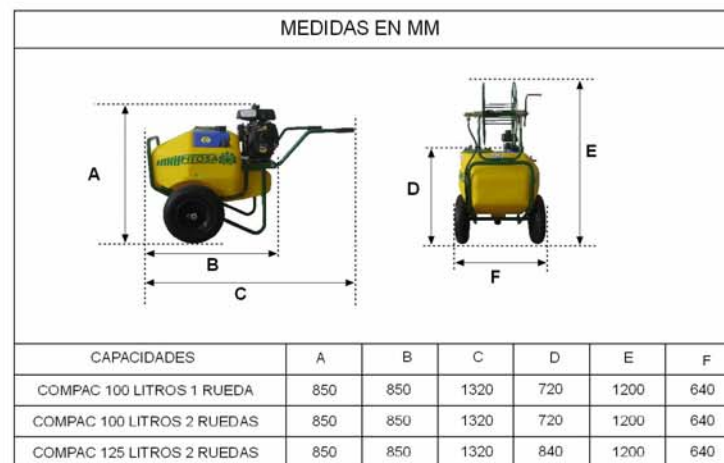 MEDIDAS EN MM
A
B
C
D
E
F
FITOSA
CAPACIDADES A B C D E F
COMPAC 100 LITROS 1 RUEDA 850 850 1320 720 1200 640
COMPAC 100 LITROS 2 RUEDAS 850 850 1320 720 1200 640
COMPAC 125 LITROS 2 RUEDAS 850 850 1320 840 1200 640